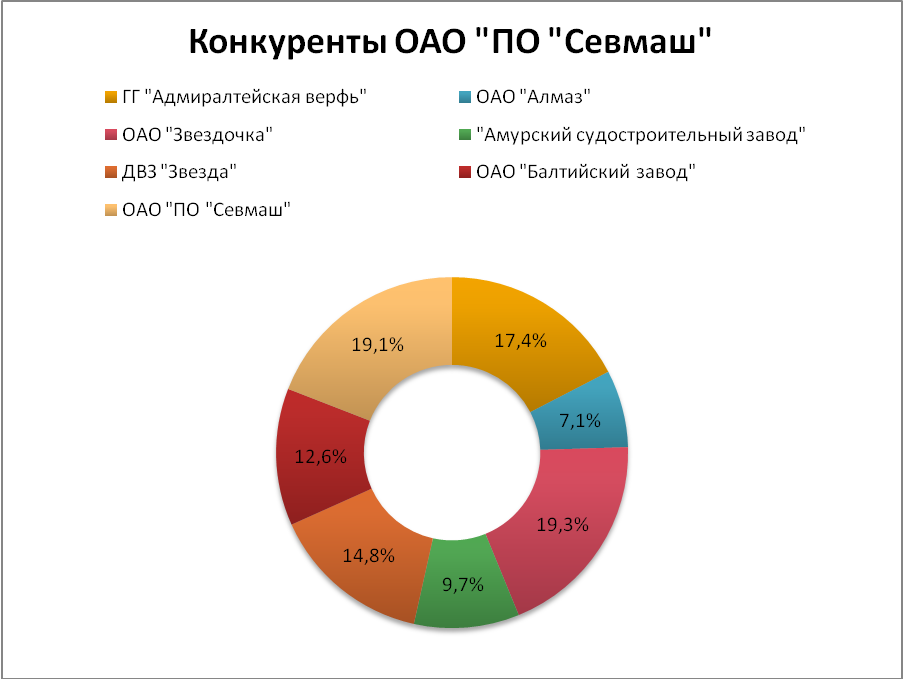 Конкуренты ОАО "ПО "Севмаш"
ГГ "Адмиралтейская верфь"
ОАО "Алмаз"
ОАО "Звездочка"
"Амурский судостроительный завод"
ДВЗ "Звезда"
ОАО "Балтийский завод"
ОАО "ПО "Севмаш"
19,1%
17,4%
7,1%
12,6%
19,3%
14,8%
9,7%